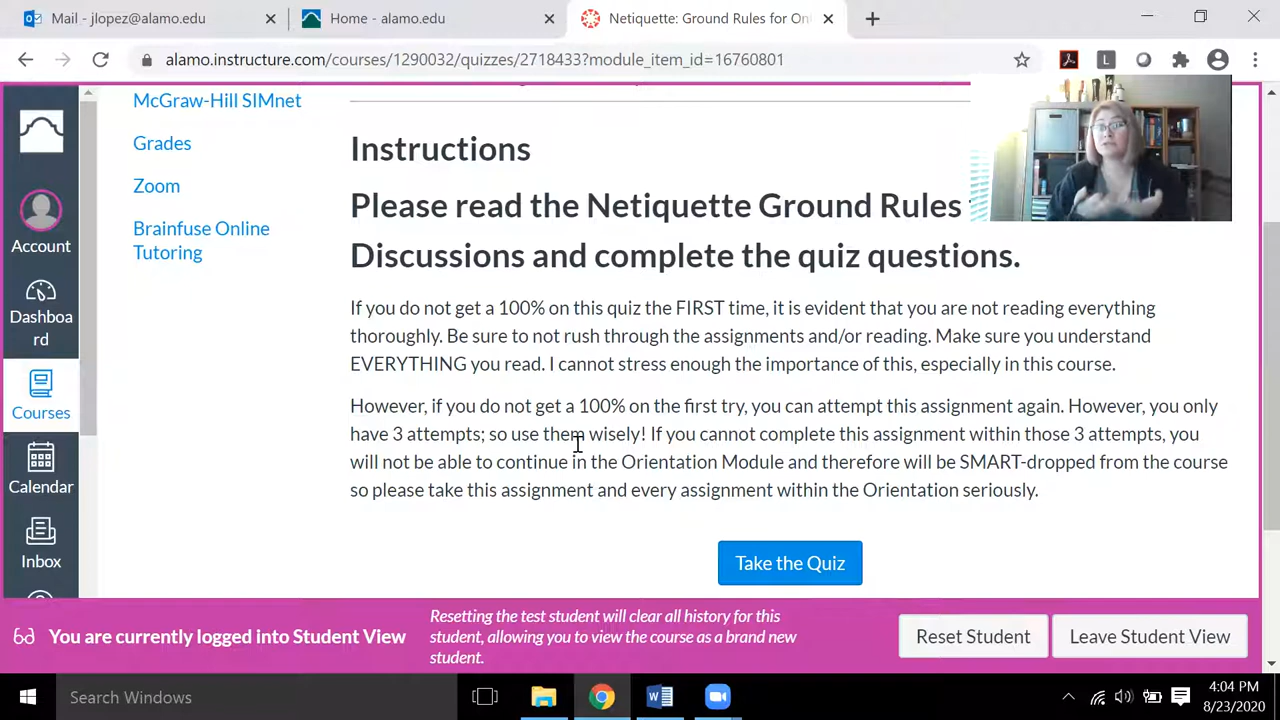 Mail - jlopez@alamo.edu
Home - alamo.edu
Netiquette: Ground Rules for On
alamo.instructure.com/courses/1290032/quizzes/2718433?module_item_id=16760801
L
McGraw-Hill SIMnet
Grades
Zoom
Brainfuse Online
Tutoring
Account
Dashboa
rd
Courses
Calendar
Inbox
Instructions
Please read the Netiquette Ground Rules
Discussions and complete the quiz questions.
If you do not get a 100% on this quiz the FIRST time, it is evident that you are not reading everything
thoroughly. Be sure to not rush through the assignments and/or reading. Make sure you understand
EVERYTHING you read. I cannot stress enough the importance of this, especially in this course.
However, if you do not get a 100% on the first try, you can attempt this assignment again. However, you only
have 3 attempts; so use them wisely! If you cannot complete this assignment within those 3 attempts, you
will not be able to continue in the Orientation Module and therefore will be SMART-dropped from the course
so please take this assignment and every assignment within the Orientation seriously.
Take the Quiz
You are currently logged into Student View
Resetting the test student will clear all history for this
student, allowing you to view the course as a brand new
student.
Reset Student
Leave Student View
Search Windows
4:04 PM
8/23/2020